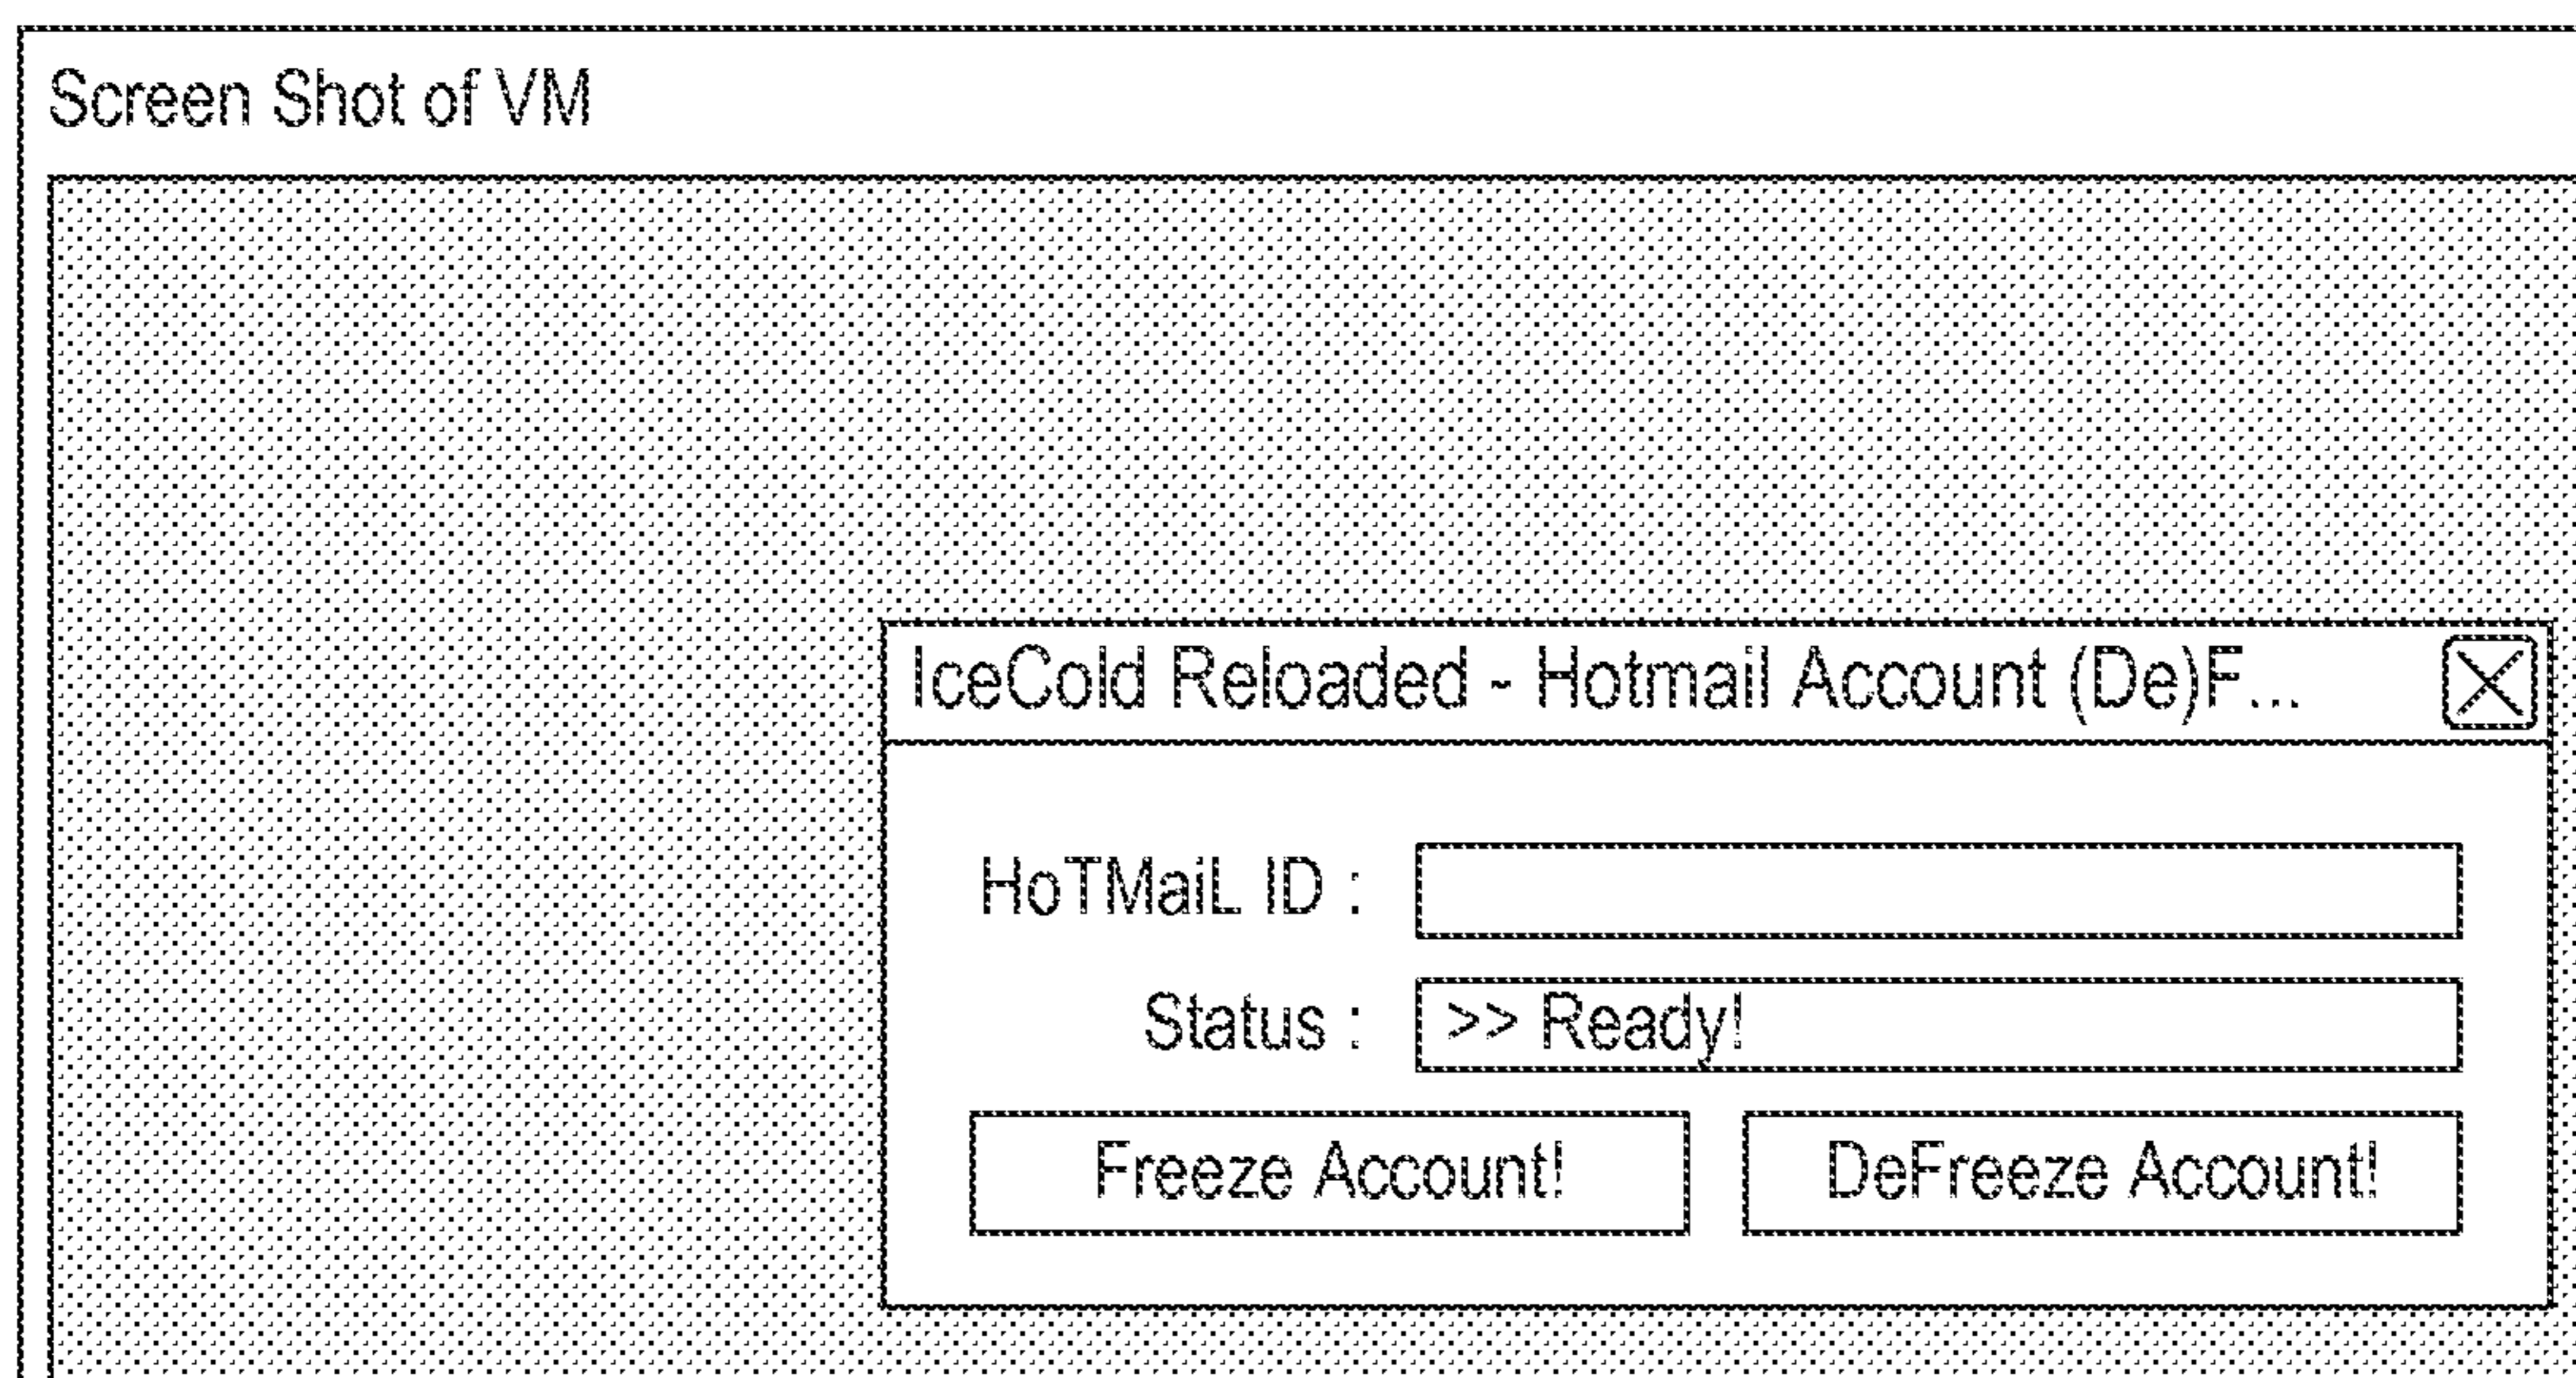 Screen Shot of VM
IceCold Reloaded - Hotmail Account (De)F...
HoTMaiL ID :
Status : >> Ready!
Freeze Account! DeFreeze Account!